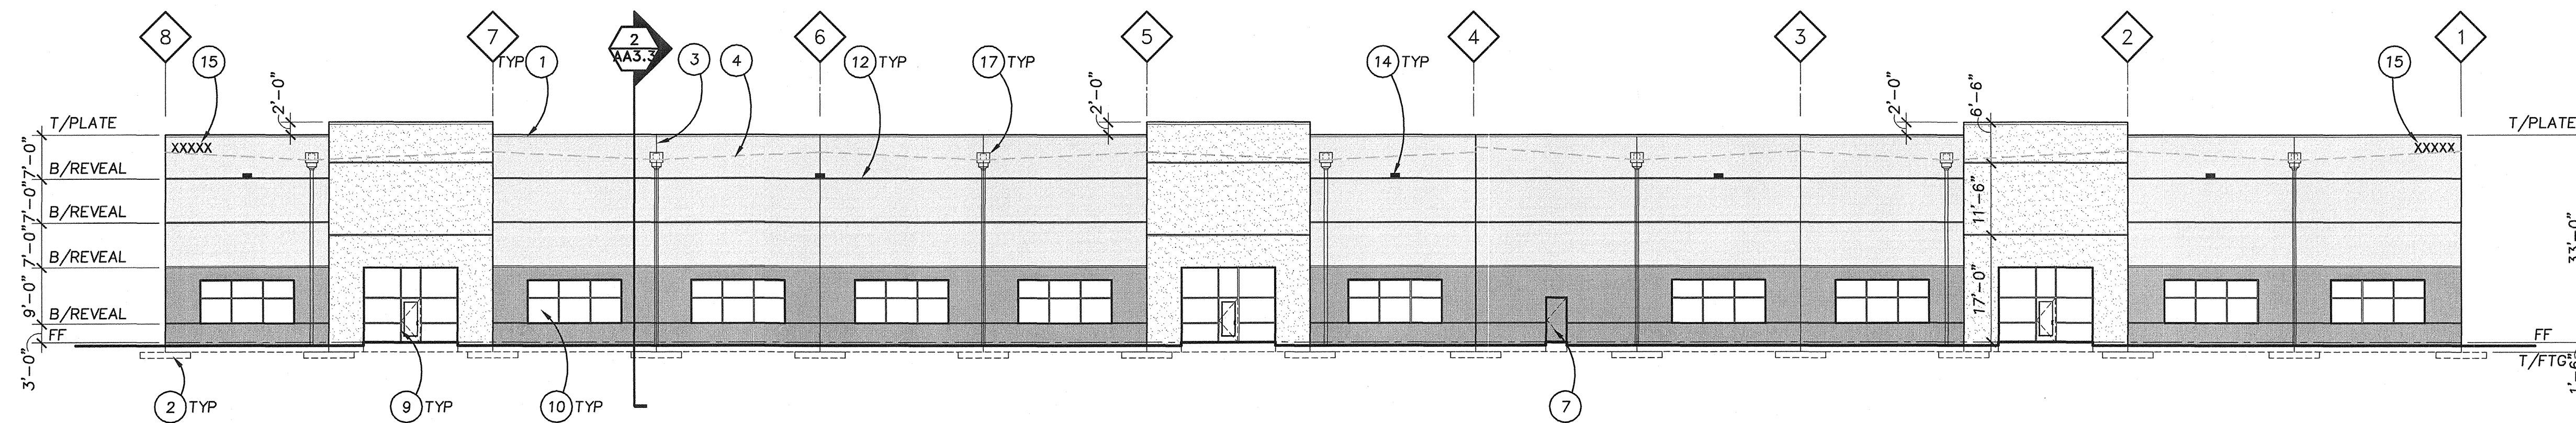 8
7
6
5
4
3
2
1
15
TYP 1
2
AA3.3
3
4
12 TYP
17 TYP
14 TYP
15
2'-0"
2'-0"
2'-0"
6'-6"
T/PLATE
T/PLATE
XXXXX
XXXXX
7'-0"
B/REVEAL
7'-0"
B/REVEAL
11'-6"
7'-0"
B/REVEAL
33'-0"
17'-0"
9'-0"
B/REVEAL
FF
FF
3'-0"
T/FTG
1'-6"
2 TYP
9 TYP
10 TYP
7